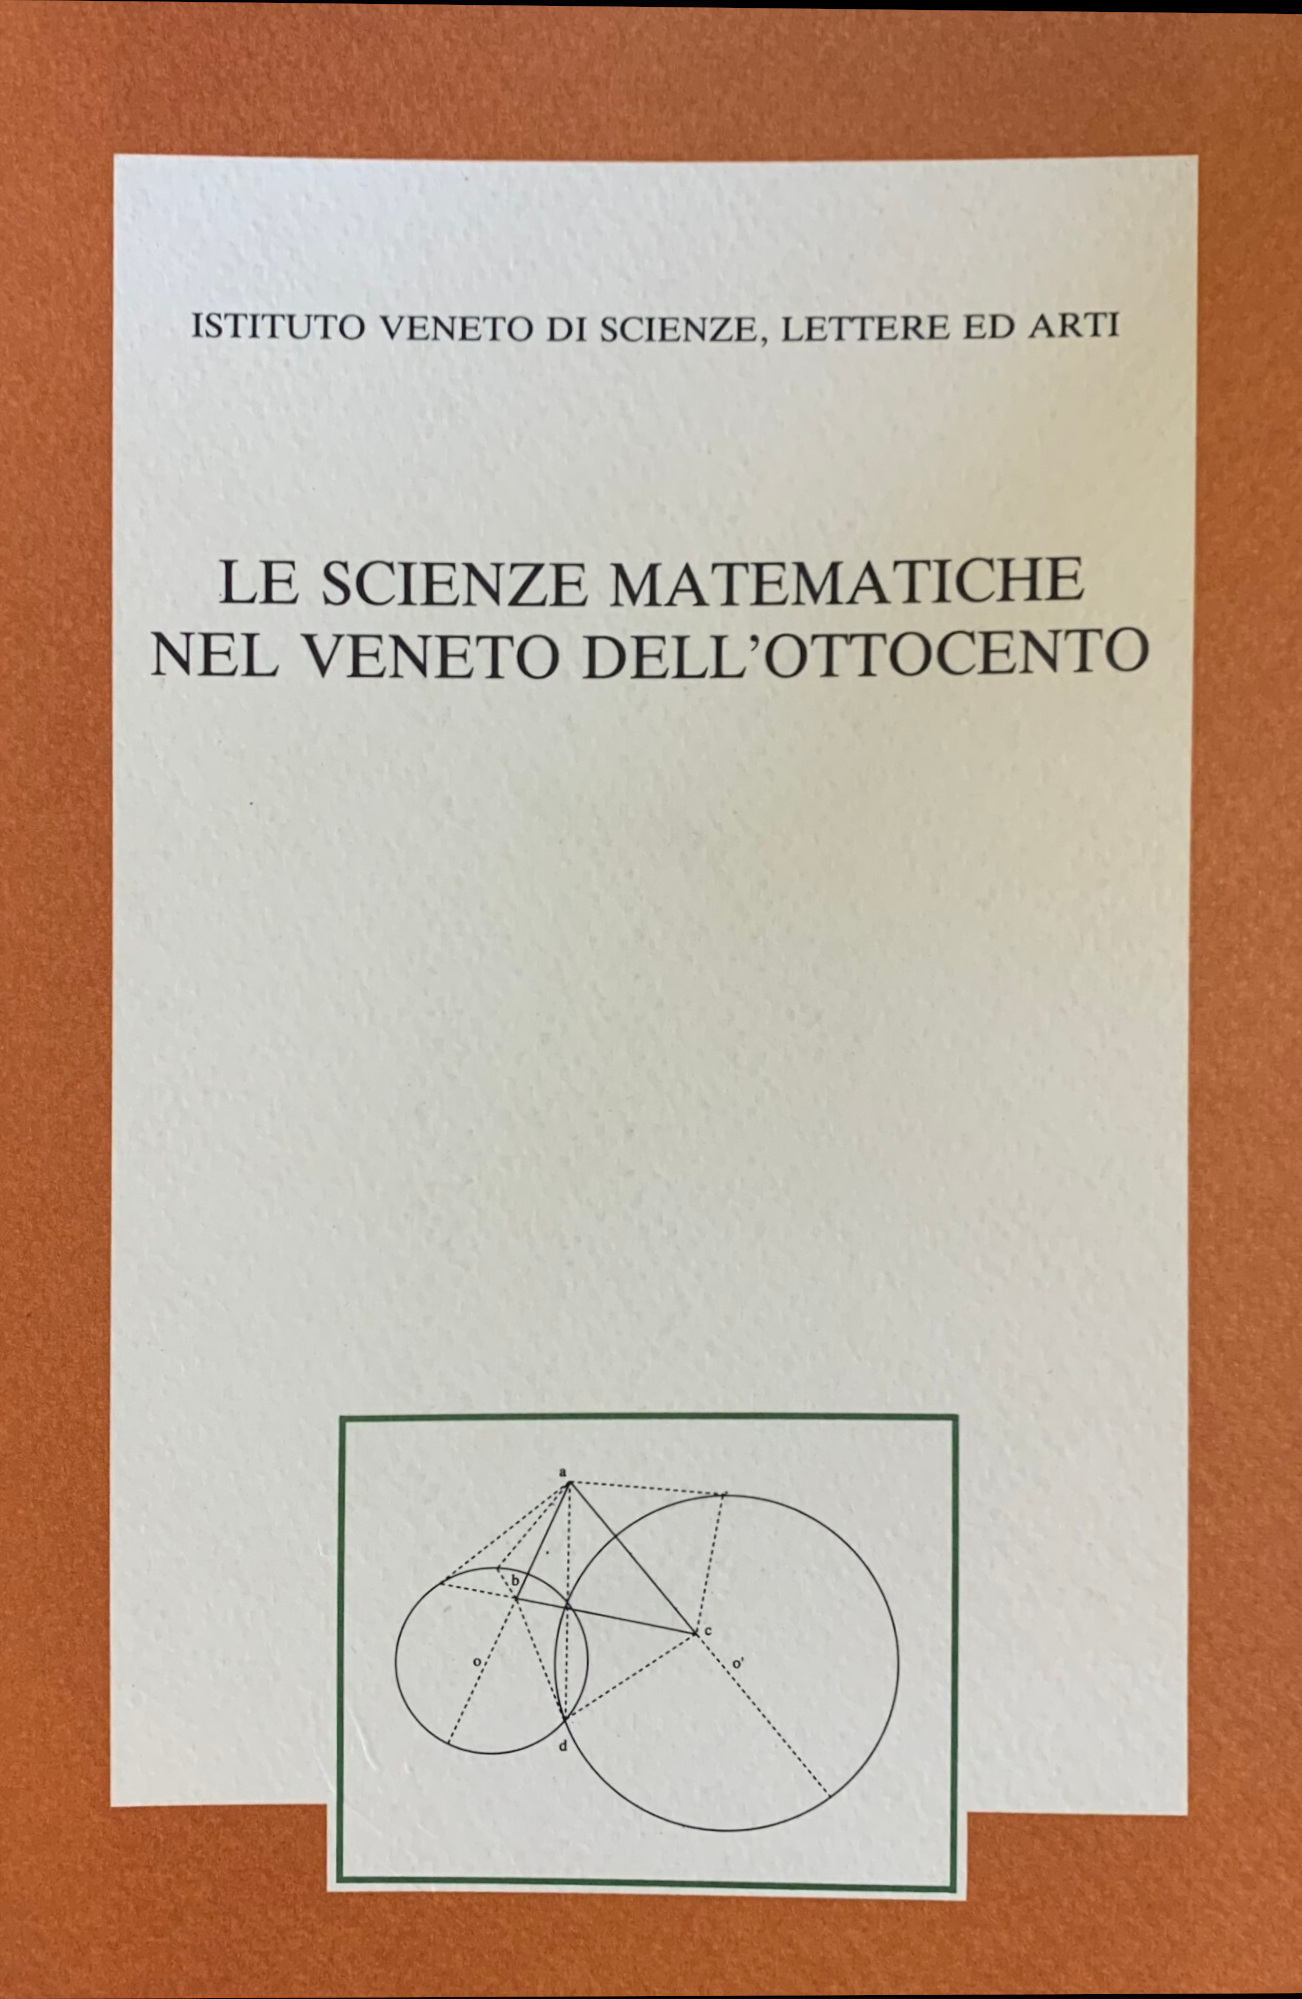 ISTITUTO VENETO DI SCIENZE, LETTERE ED ARTI
LE SCIENZE MATEMATICHE
NEL VENETO DELL'OTTOCENTO
a
b
c
o
o'
d